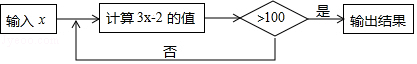 输入 x
计算 3x-2 的值
>100
是
输出结果
否